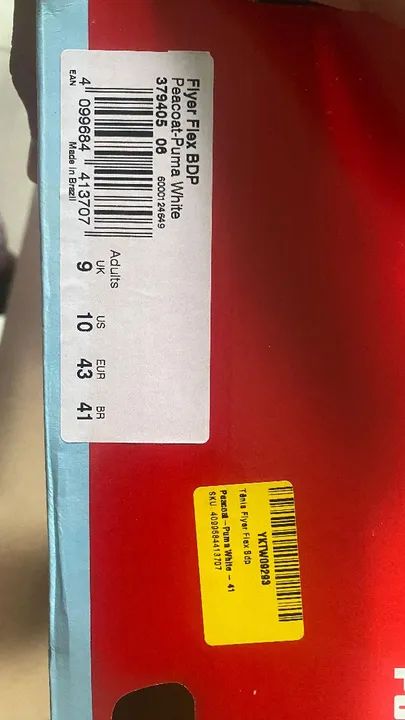 Flyer Flex BDP
Peacoat-Puma White
379405 06
6000124649
4 099684 413707
EAN
Made in Brazil
Adults
UK US EUR BR
9 10 43 41
YKTW09293
Tênis Flyer Flex Bdp
Peacoat - Puma White - 41
SKU: 4099684413707